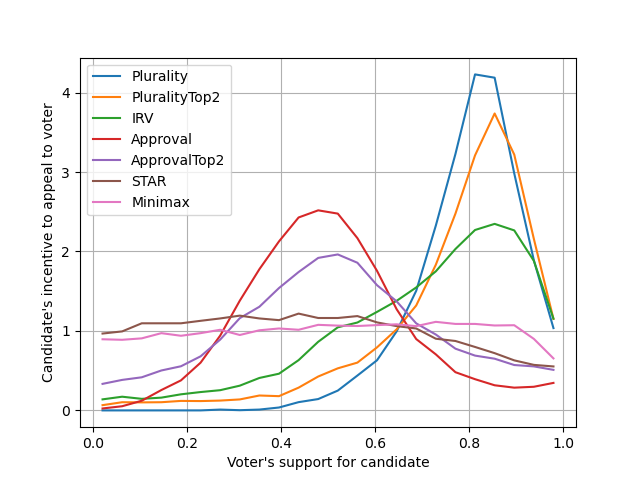 Plurality
PluralityTop2
IRV
Approval
ApprovalTop2
STAR
Minimax
Candidate's incentive to appeal to voter
4
3
2
1
0
0.0 0.2 0.4 0.6 0.8 1.0
Voter's support for candidate